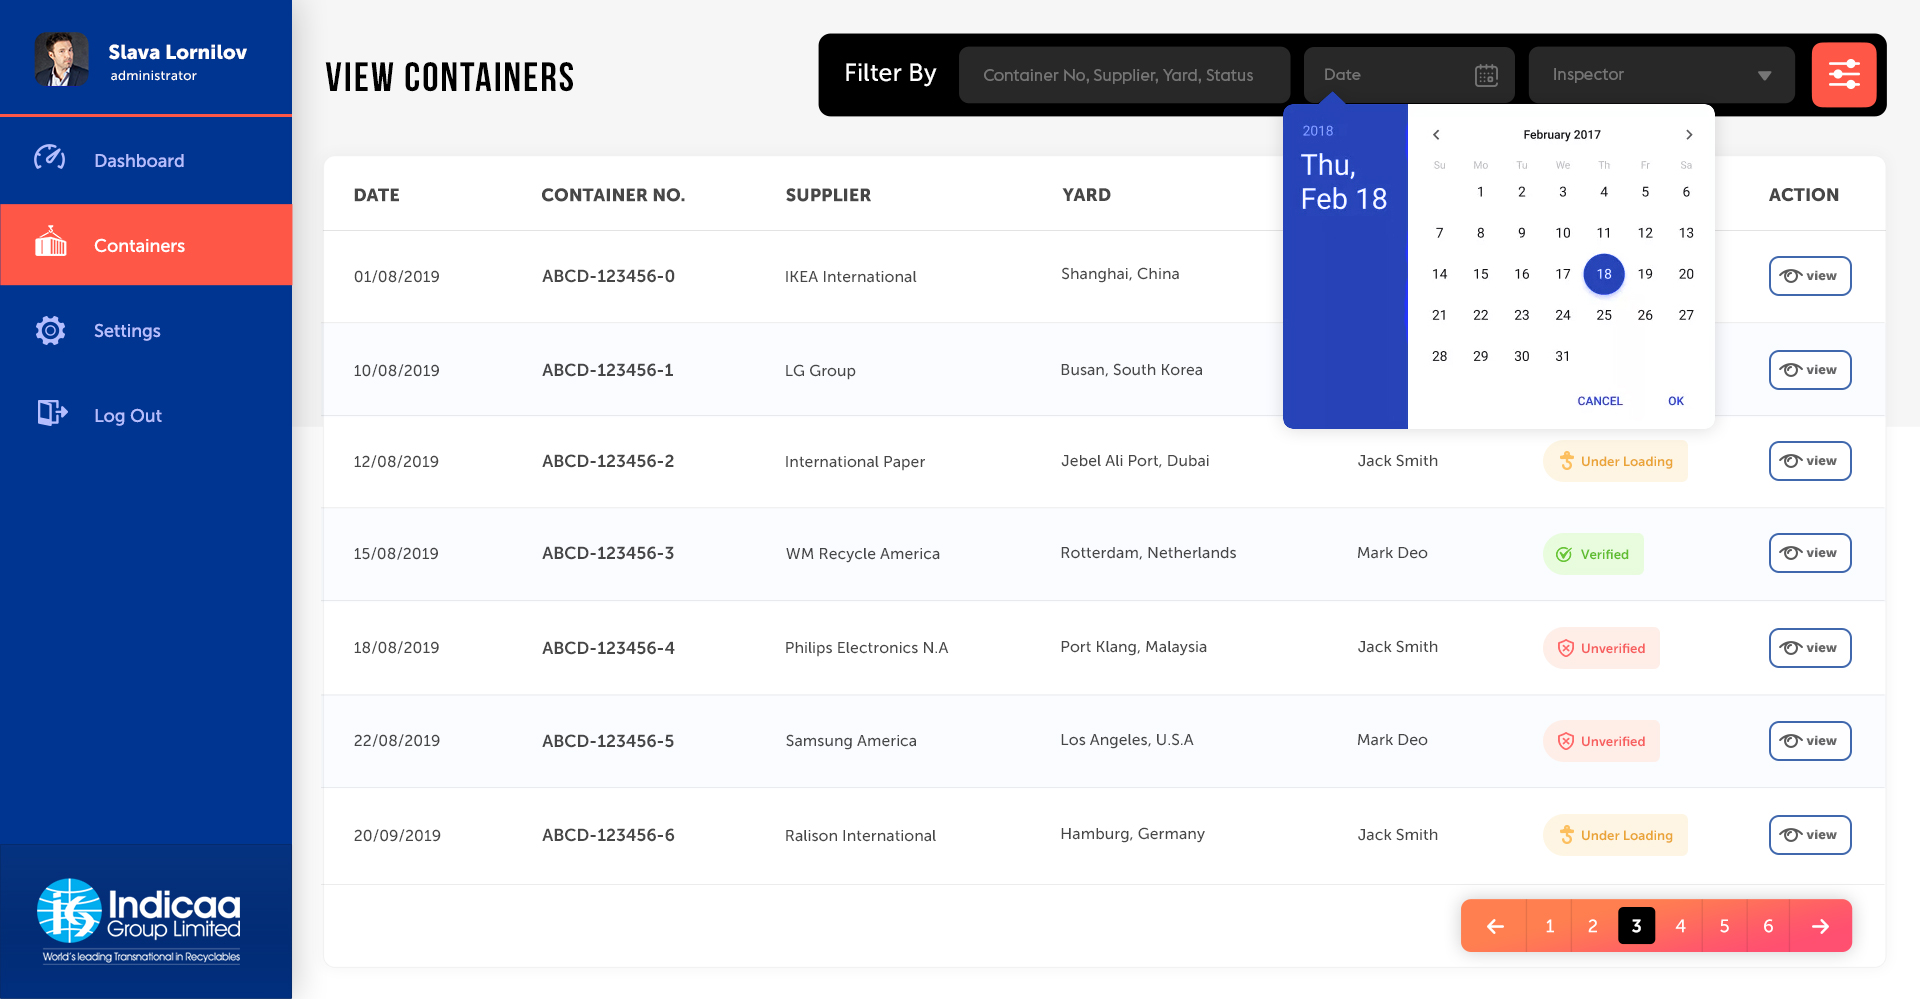 Slava Lornilov
administrator
Dashboard
Containers
Settings
Log Out
iG
Indicaa
Group Limited
World's leading Transnational in Recyclables
VIEW CONTAINERS
Filter By
Container No, Supplier, Yard, Status
Date
Inspector
2018
Thu,
Feb 18
February 2017
Su Mo Tu We Th Fr Sa
1 2 3 4 5 6
7 8 9 10 11 12 13
14 15 16 17 18 19 20
21 22 23 24 25 26 27
28 29 30 31
CANCEL OK
DATE CONTAINER NO. SUPPLIER YARD ACTION
01/08/2019 ABCD-123456-0 IKEA International Shanghai, China view
10/08/2019 ABCD-123456-1 LG Group Busan, South Korea view
12/08/2019 ABCD-123456-2 International Paper Jebel Ali Port, Dubai Jack Smith Under Loading view
15/08/2019 ABCD-123456-3 WM Recycle America Rotterdam, Netherlands Mark Deo Verified view
18/08/2019 ABCD-123456-4 Philips Electronics N.A Port Klang, Malaysia Jack Smith Unverified view
22/08/2019 ABCD-123456-5 Samsung America Los Angeles, U.S.A Mark Deo Unverified view
20/09/2019 ABCD-123456-6 Ralison International Hamburg, Germany Jack Smith Under Loading view
1 2 3 4 5 6